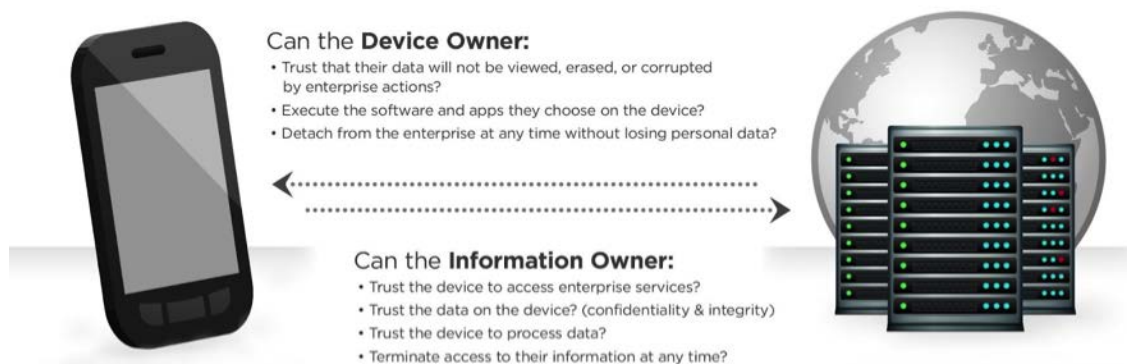 Can the Device Owner:
• Trust that their data will not be viewed, erased, or corrupted
by enterprise actions?
• Execute the software and apps they choose on the device?
• Detach from the enterprise at any time without losing personal data?
Can the Information Owner:
• Trust the device to access enterprise services?
• Trust the data on the device? (confidentiality & integrity)
• Trust the device to process data?
• Terminate access to their information at any time?